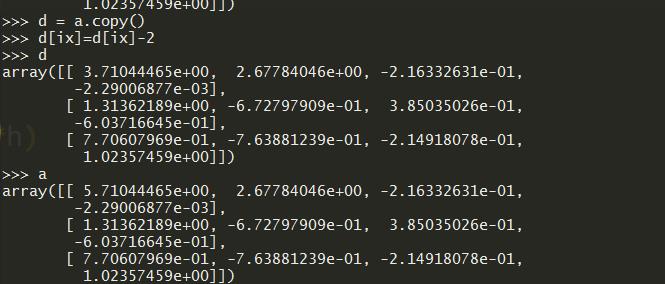 1.02357459e+00]])
>>> d = a.copy()
>>> d[ix]=d[ix]-2
>>> d
array([[ 3.71044465e+00, 2.67784046e+00, -2.16332631e-01,
-2.29006877e-03],
[ 1.31362189e+00, -6.72797909e-01, 3.85035026e-01,
-6.03716645e-01],
[ 7.70607969e-01, -7.63881239e-01, -2.14918078e-01,
1.02357459e+00]])
>>> a
array([[ 5.71044465e+00, 2.67784046e+00, -2.16332631e-01,
-2.29006877e-03],
[ 1.31362189e+00, -6.72797909e-01, 3.85035026e-01,
-6.03716645e-01],
[ 7.70607969e-01, -7.63881239e-01, -2.14918078e-01,
1.02357459e+00]])